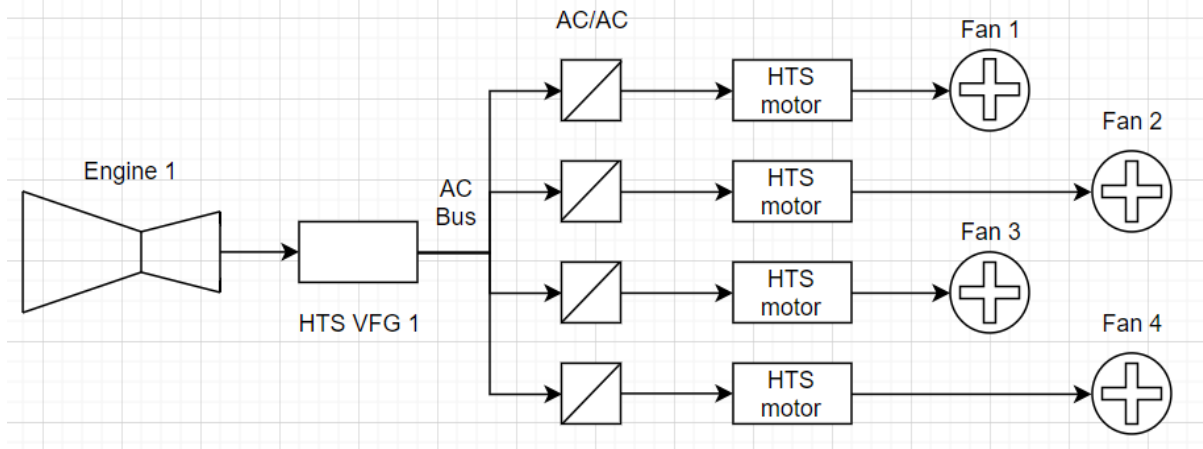 AC/AC
Fan 1
HTS
motor
Fan 2
HTS
motor
Engine 1
AC
Bus
Fan 3
HTS
motor
HTS VFG 1
Fan 4
HTS
motor